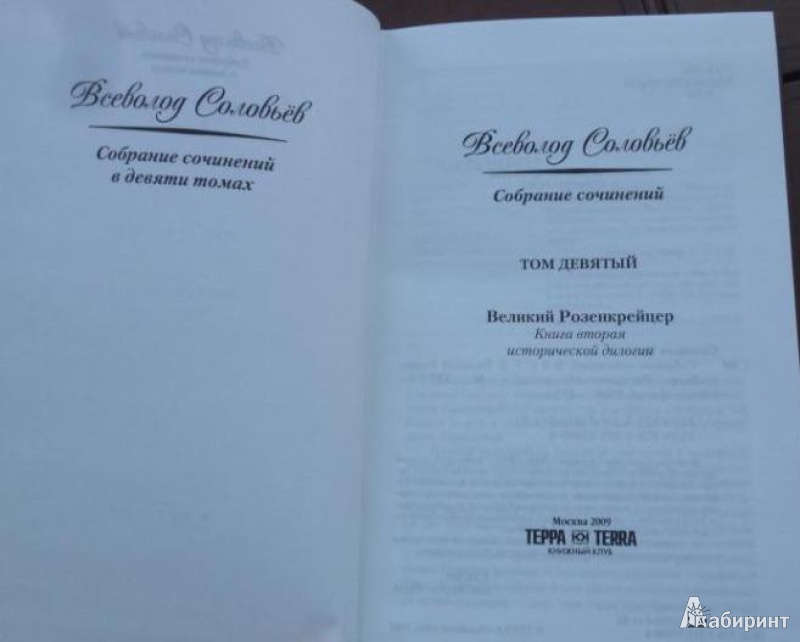 Всеволод Соловьёв
Собрание сочинений
в девяти томах
Всеволод Соловьёв
Собрание сочинений
ТОМ ДЕВЯТЫЙ
Великий Розенкрейцер
Книга вторая
исторической дилогии
Москва 2009
ТЕРРА TERRA
КНИЖНЫЙ КЛУБ
Лабиринт